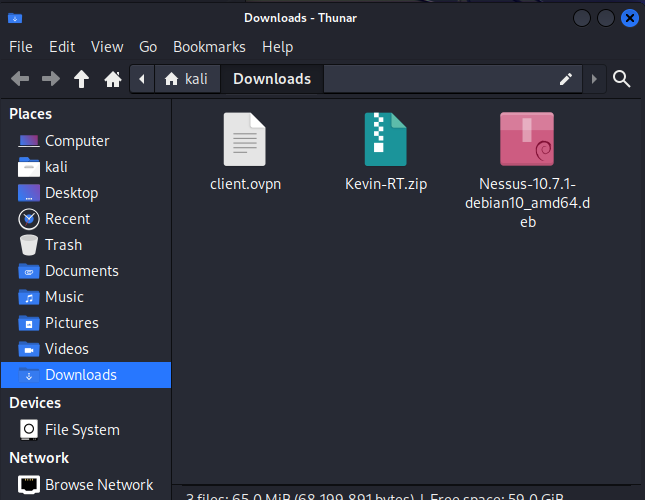 Downloads - Thunar
File Edit View Go Bookmarks Help
kali Downloads
Places
Computer
kali
Desktop
Recent
Trash
Documents
Music
Pictures
Videos
Downloads
Devices
File System
Network
Browse Network
client.ovpn
Kevin-RT.zip
Nessus-10.7.1-
debian10_amd64.d
eb
3 files: 65.0 MiB (68,199,891 bytes) | Free space: 59.0 GiB